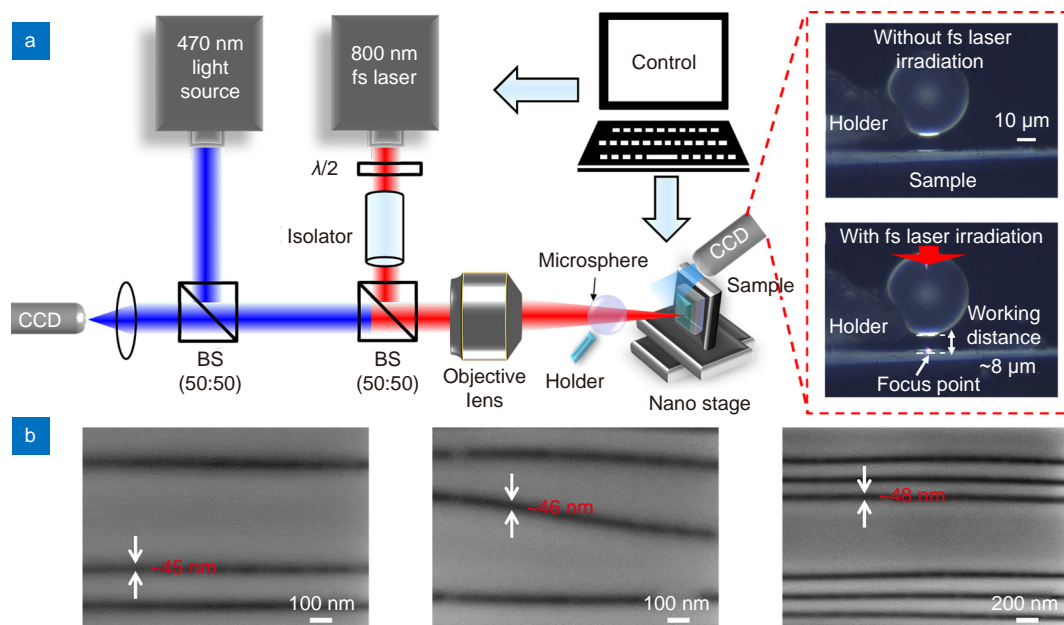 a
470 nm
light
source
800 nm
fs laser
Control
Without fs laser
irradiation
Holder
10 μm
Sample
λ/2
Isolator
Microsphere
CCD
Sample
With fs laser irradiation
Holder
Working
distance
~8 μm
Focus point
CCD
BS
(50:50)
BS
(50:50)
Objective
lens
Holder
Nano stage
b
~45 nm
100 nm
~46 nm
100 nm
~48 nm
200 nm